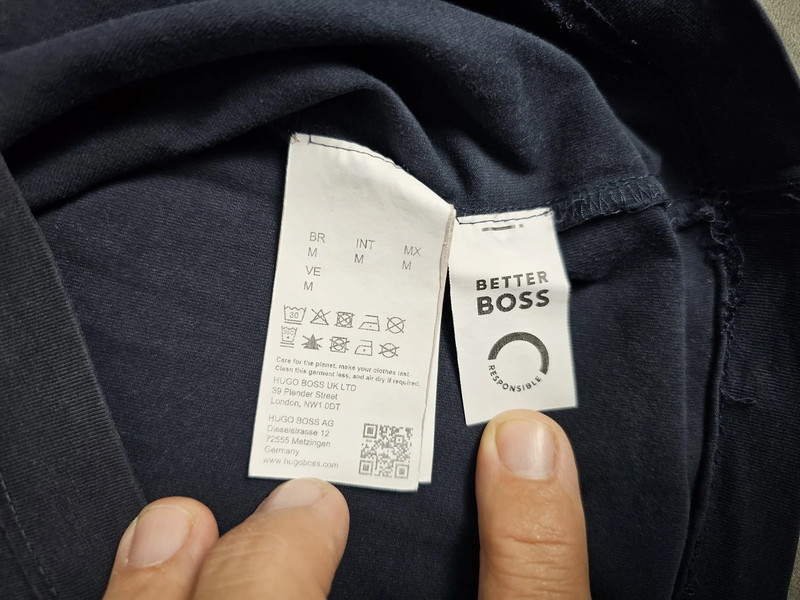 BR INT MX
M M M
VE
M
30
Care for the planet, make your clothes last.
Clean this garment less, and air dry if required.
HUGO BOSS UK LTD
39 Plender Street
London, NW1 0DT
HUGO BOSS AG
Dieselstrasse 12
72555 Metzingen
Germany
www.hugoboss.com
BETTER
BOSS
RESPONSIBLE